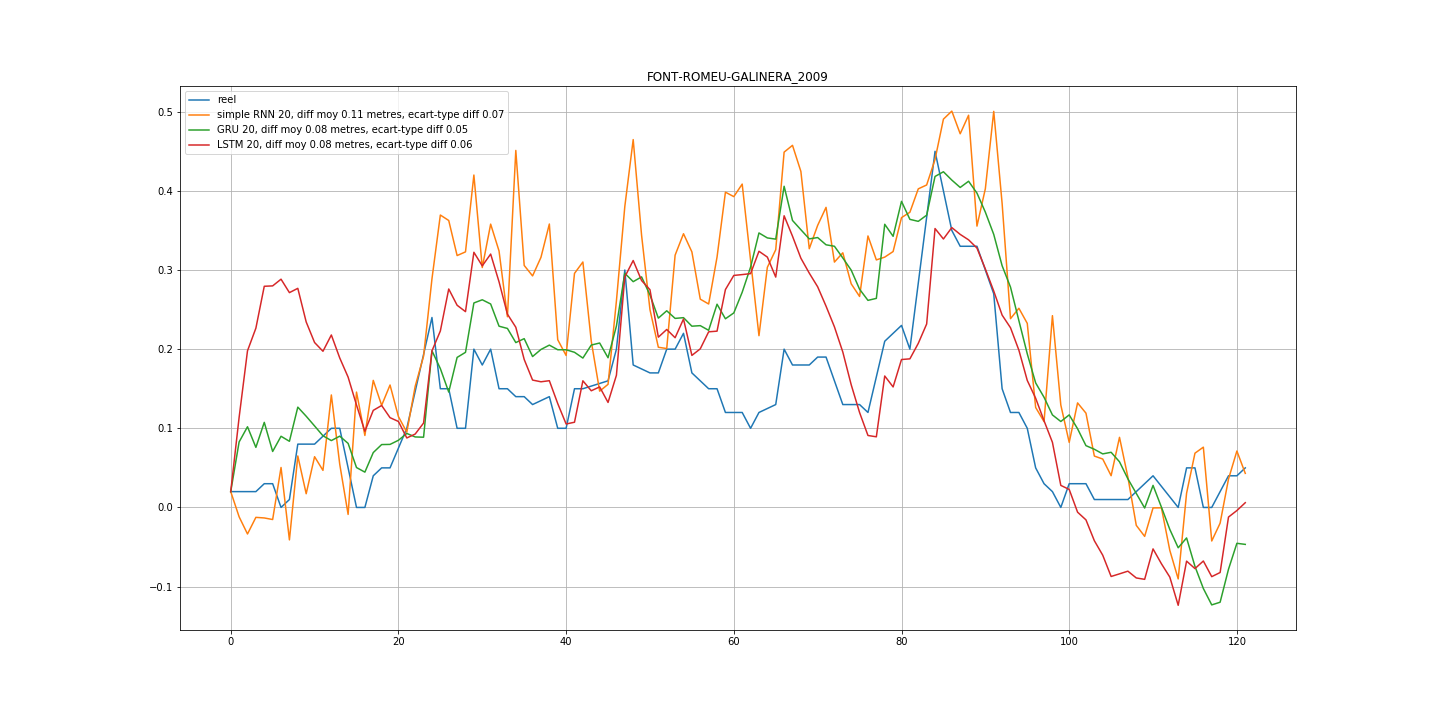 FONT-ROMEU-GALINERA_2009
reel
simple RNN 20, diff moy 0.11 metres, ecart-type diff 0.07
GRU 20, diff moy 0.08 metres, ecart-type diff 0.05
LSTM 20, diff moy 0.08 metres, ecart-type diff 0.06
0.5
0.4
0.3
0.2
0.1
0.0
−0.1
0 20 40 60 80 100 120